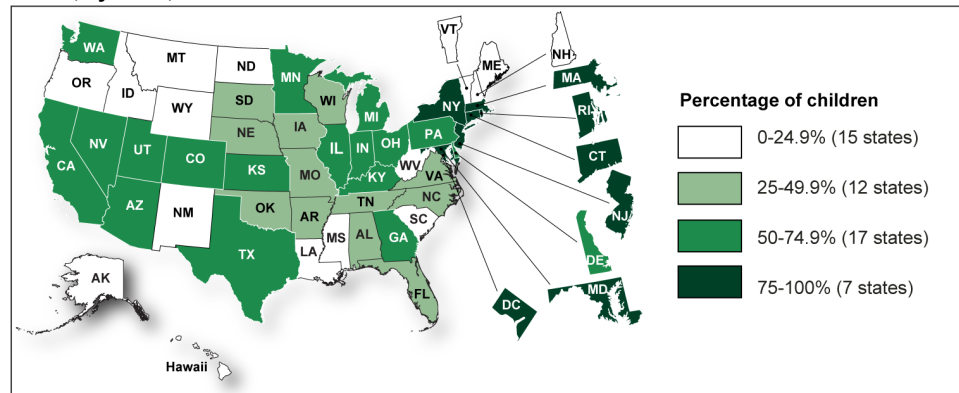 VT
WA
MT
ND
MN
ME
NH
OR
ID
SD
WI
MA
WY
MI
NY
RI
NE
IA
PA
NV
UT
CO
IL
IN
OH
CT
CA
KS
MO
WV
VA
KY
AZ
NM
OK
AR
TN
NC
NJ
SC
TX
LA
MS
AL
GA
DE
AK
FL
DC
MD
Hawaii
Percentage of children
0-24.9% (15 states)
25-49.9% (12 states)
50-74.9% (17 states)
75-100% (7 states)